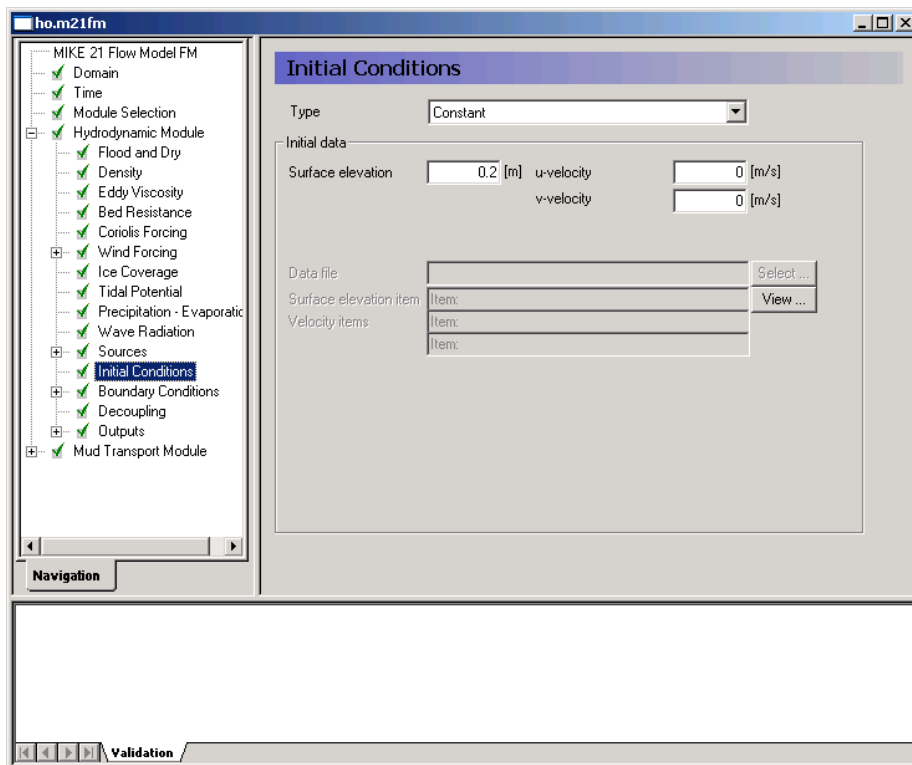 ho.m21fm
MIKE 21 Flow Model FM
Domain
Time
Module Selection
Hydrodynamic Module
Flood and Dry
Density
Eddy Viscosity
Bed Resistance
Coriolis Forcing
Wind Forcing
Ice Coverage
Tidal Potential
Precipitation - Evaporatic
Wave Radiation
Sources
Initial Conditions
Boundary Conditions
Decoupling
Outputs
Mud Transport Module
Navigation
Initial Conditions
Type Constant
Initial data
Surface elevation 0.2 [m] u-velocity 0 [m/s]
v-velocity 0 [m/s]
Data file Select ...
Surface elevation item Item: View ...
Velocity items Item:
Item:
Validation